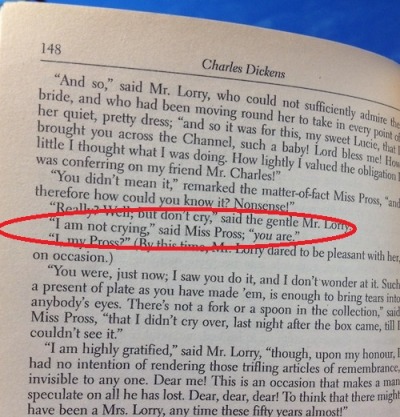 148
Charles Dickens
"And so," said Mr. Lorry, who could not sufficiently admire the
bride, and who had been moving round her to take in every point of
her quiet, pretty dress; "and so it was for this, my sweet Lucie, that I
brought you across the Channel, such a baby! Lord bless me! How
little I thought what I was doing. How lightly I valued the obligation I
was conferring on my friend Mr. Charles!"
"You didn't mean it," remarked the matter-of-fact Miss Pross, "and
therefore how could you know it? Nonsense!"
"Really? Well; but don't cry," said the gentle Mr. Lorry.
"I am not crying," said Miss Pross; "you are."
"I, my Pross?" (By this time, Mr. Lorry dared to be pleasant with her,
on occasion.)
"You were, just now; I saw you do it, and I don't wonder at it. Such
a present of plate as you have made 'em, is enough to bring tears into
anybody's eyes. There's not a fork or a spoon in the collection," said
Miss Pross, "that I didn't cry over, last night after the box came, till I
couldn't see it."
"I am highly gratified," said Mr. Lorry, "though, upon my honour, I
had no intention of rendering those trifling articles of remembrance,
invisible to any one. Dear me! This is an occasion that makes a man
speculate on all he has lost. Dear, dear, dear! To think that there might
have been a Mrs. Lorry, any time these fifty years almost!"